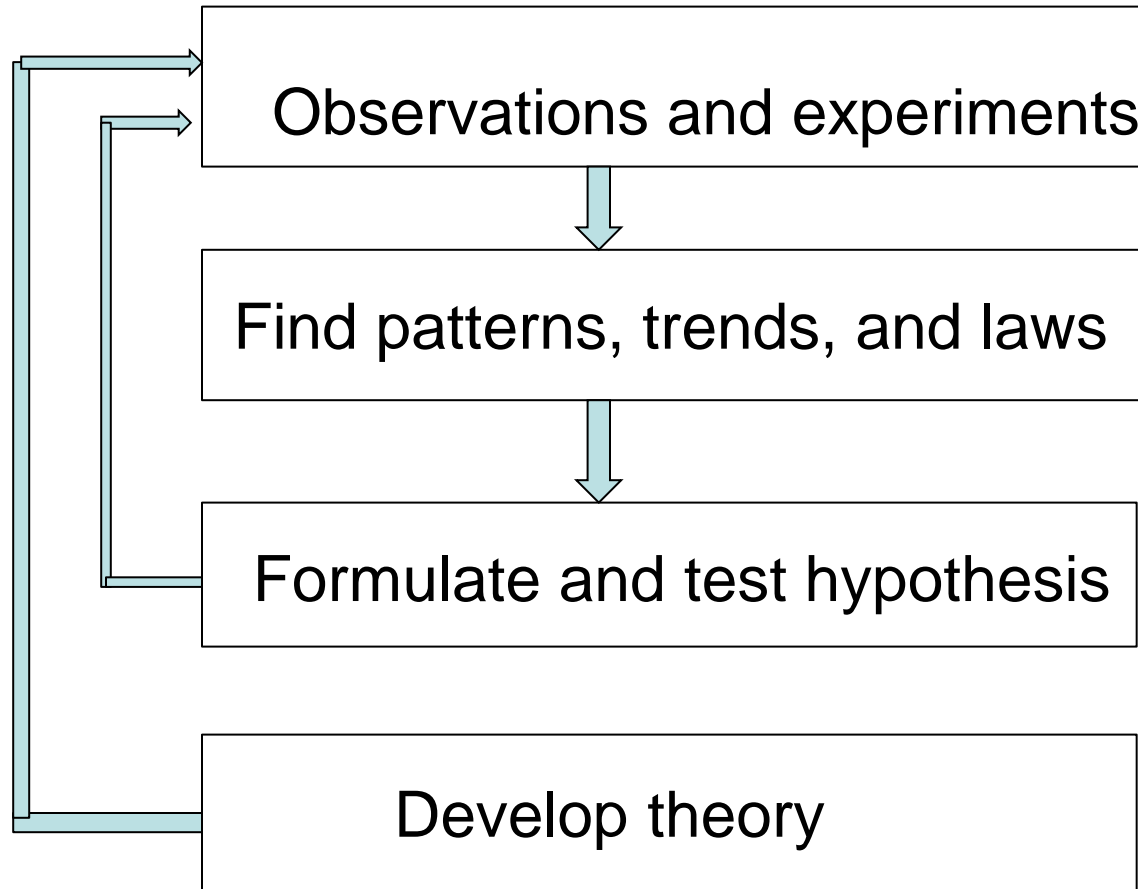 Observations and experiments
Find patterns, trends, and laws
Formulate and test hypothesis
Develop theory